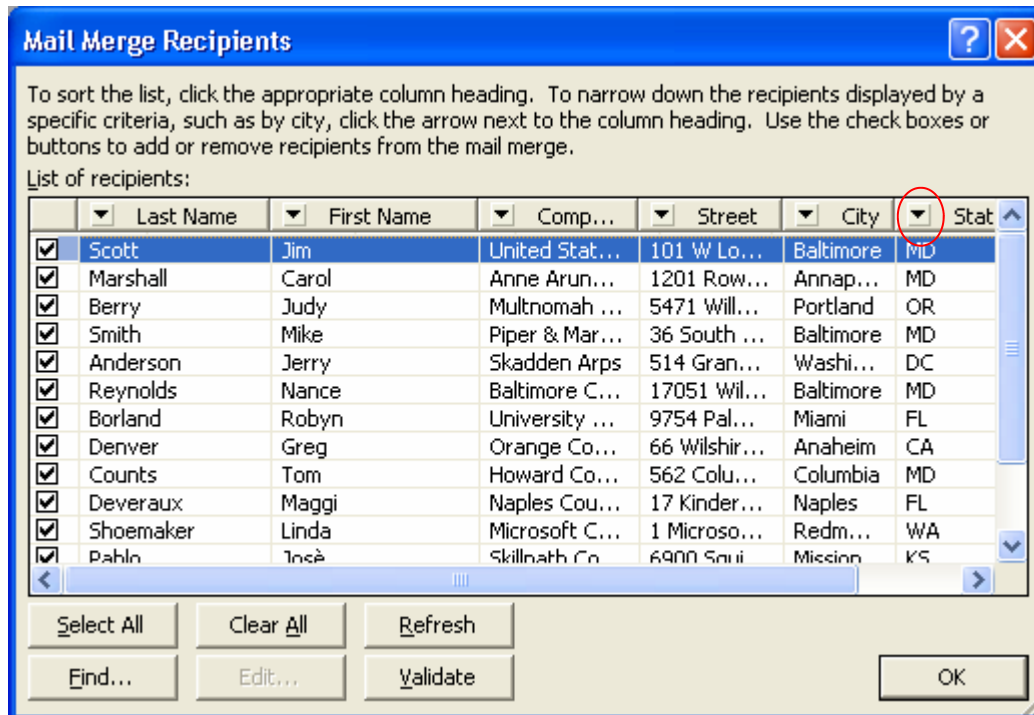 Mail Merge Recipients
To sort the list, click the appropriate column heading. To narrow down the recipients displayed by a
specific criteria, such as by city, click the arrow next to the column heading. Use the check boxes or
buttons to add or remove recipients from the mail merge.
List of recipients:
Last Name First Name Comp... Street City Stat
Scott Jim United Stat... 101 W Lo... Baltimore MD
Marshall Carol Anne Arun... 1201 Row... Annap... MD
Berry Judy Multnomah ... 5471 Will... Portland OR
Smith Mike Piper & Mar... 36 South ... Baltimore MD
Anderson Jerry Skadden Arps 514 Gran... Washi... DC
Reynolds Nance Baltimore C... 17051 Wil... Baltimore MD
Borland Robyn University ... 9754 Pal... Miami FL
Denver Greg Orange Co... 66 Wilshir... Anaheim CA
Counts Tom Howard Co... 562 Colu... Columbia MD
Deveraux Maggi Naples Cou... 17 Kinder... Naples FL
Shoemaker Linda Microsoft C... 1 Microso... Redm... WA
Pablo Josè Skillpath Co... 6900 Squi... Mission KS
Select All Clear All Refresh
Find... Edit... Validate OK